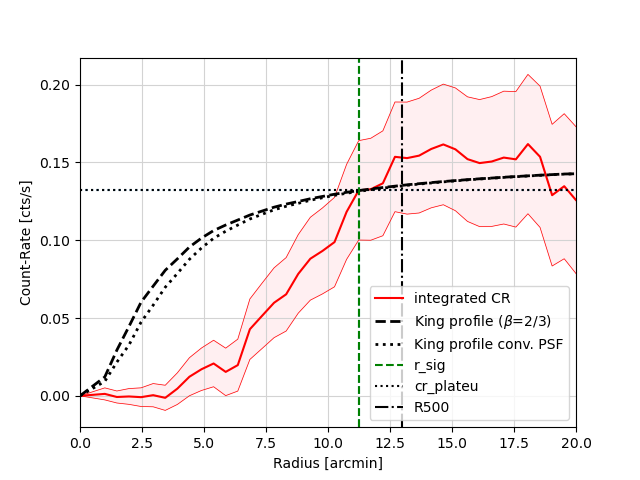 0.20
0.15
0.10
0.05
0.00
Count-Rate [cts/s]
integrated CR
King profile (β=2/3)
King profile conv. PSF
r_sig
cr_plateu
R500
0.0 2.5 5.0 7.5 10.0 12.5 15.0 17.5 20.0
Radius [arcmin]